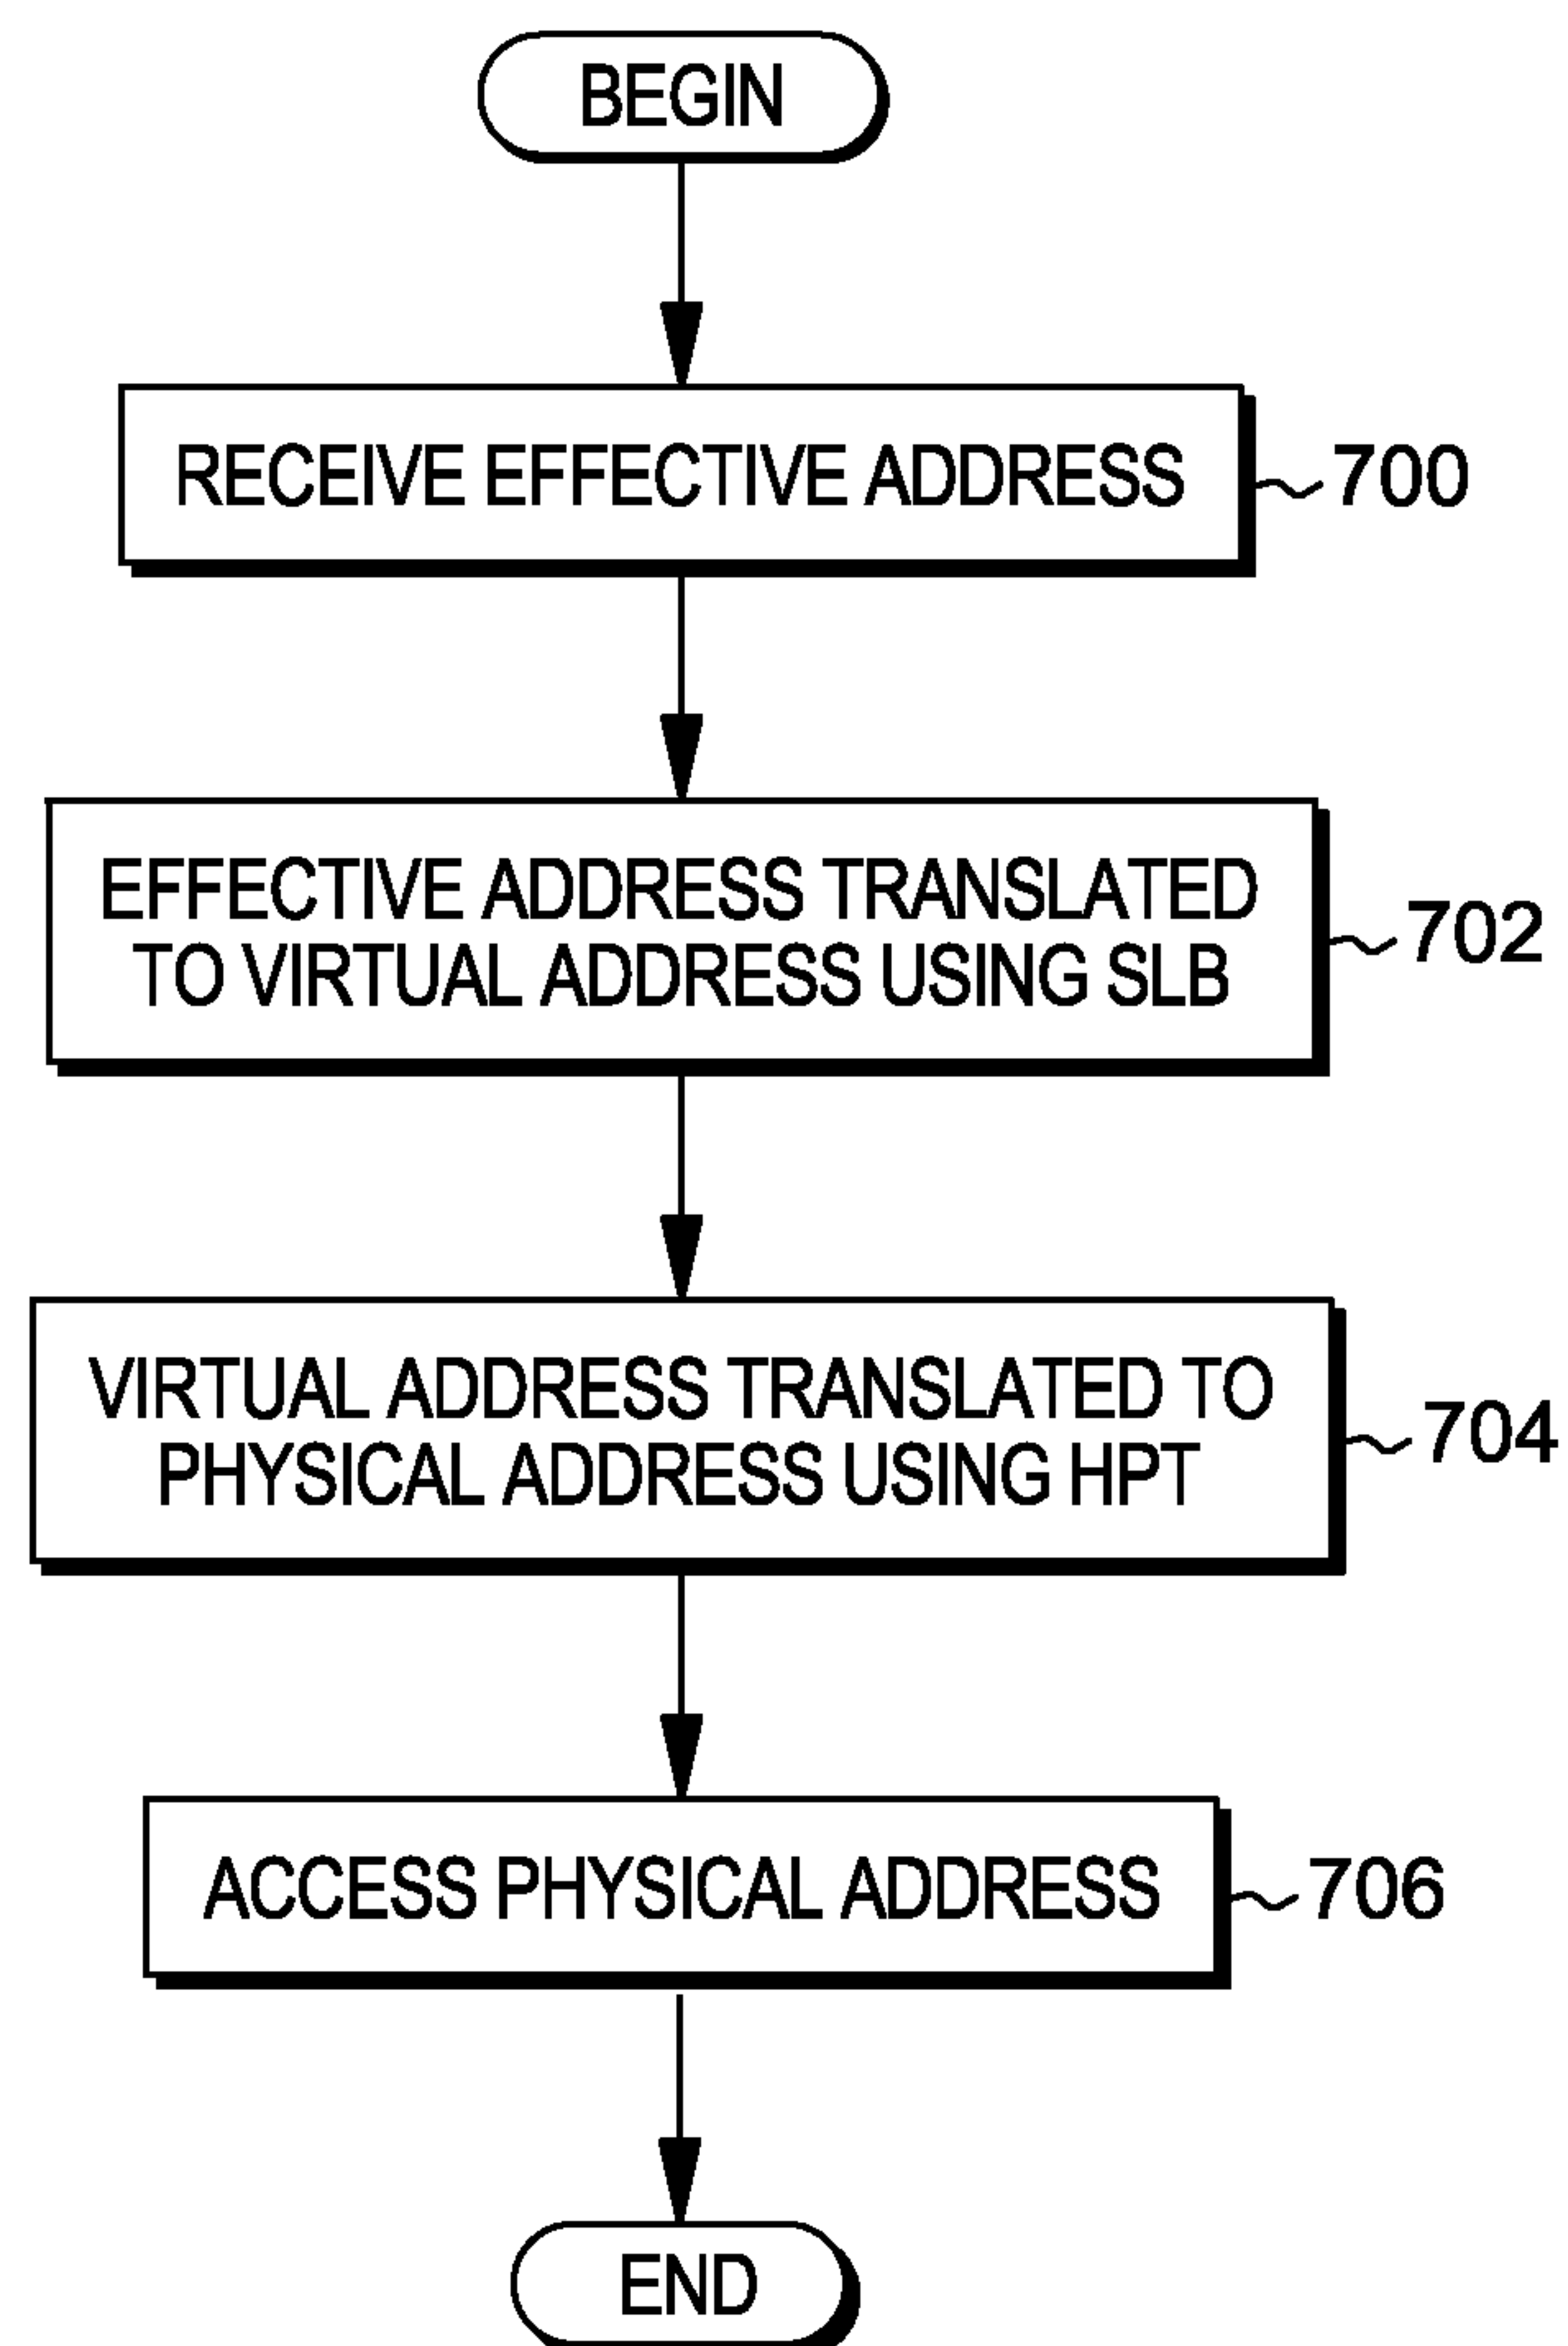 BEGIN
RECEIVE EFFECTIVE ADDRESS
700
EFFECTIVE ADDRESS TRANSLATED
TO VIRTUAL ADDRESS USING SLB
702
VIRTUAL ADDRESS TRANSLATED TO
PHYSICAL ADDRESS USING HPT
704
ACCESS PHYSICAL ADDRESS
706
END